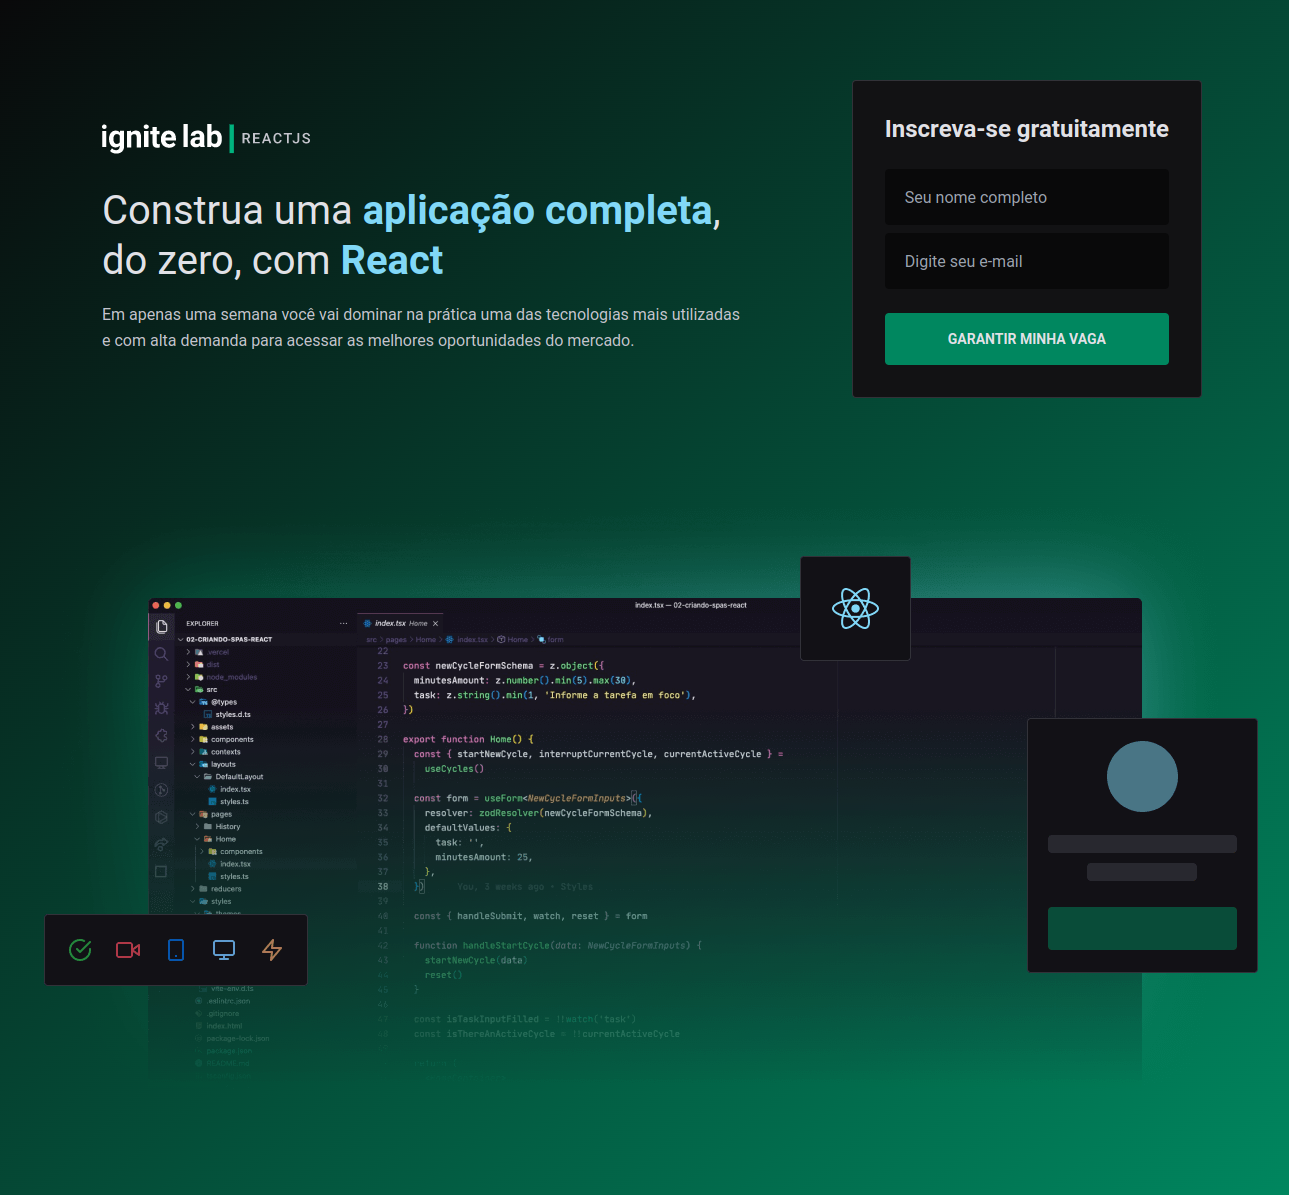 ignite lab | REACTJS
Construa uma aplicação completa,
do zero, com React
Em apenas uma semana você vai dominar na prática uma das tecnologias mais utilizadas
e com alta demanda para acessar as melhores oportunidades do mercado.
Inscreva-se gratuitamente
Seu nome completo
Digite seu e-mail
GARANTIR MINHA VAGA
index.tsx — 02-criando-spas-react
EXPLORER
02-CRIANDO-SPAS-REACT
.vercel
dist
node_modules
src
@types
styles.d.ts
assets
components
contexts
layouts
DefaultLayout
index.tsx
styles.ts
pages
History
Home
components
index.tsx
styles.ts
reducers
styles
themes
vite-env.d.ts
.eslintrc.json
.gitignore
index.html
package-lock.json
package.json
index.tsx Home
src > pages > Home > index.tsx > Home > form
22
23 const newCycleFormSchema = z.object({
24 minutesAmount: z.number().min(5).max(30),
25 task: z.string().min(1, 'Informe a tarefa em foco'),
26 })
27
28 export function Home() {
29 const { startNewCycle, interruptCurrentCycle, currentActiveCycle } =
30 useCycles()
31
32 const form = useForm<NewCycleFormInputs>({
33 resolver: zodResolver(newCycleFormSchema),
34 defaultValues: {
35 task: '',
36 minutesAmount: 25,
37 },
38 }) You, 3 weeks ago • Styles
39
40 const { handleSubmit, watch, reset } = form
41
42 function handleStartCycle(data: NewCycleFormInputs) {
43 startNewCycle(data)
44 reset()
45 }
46
47 const isTaskInputFilled = !!watch('task')
48 const isThereAnActiveCycle = !!currentActiveCycle